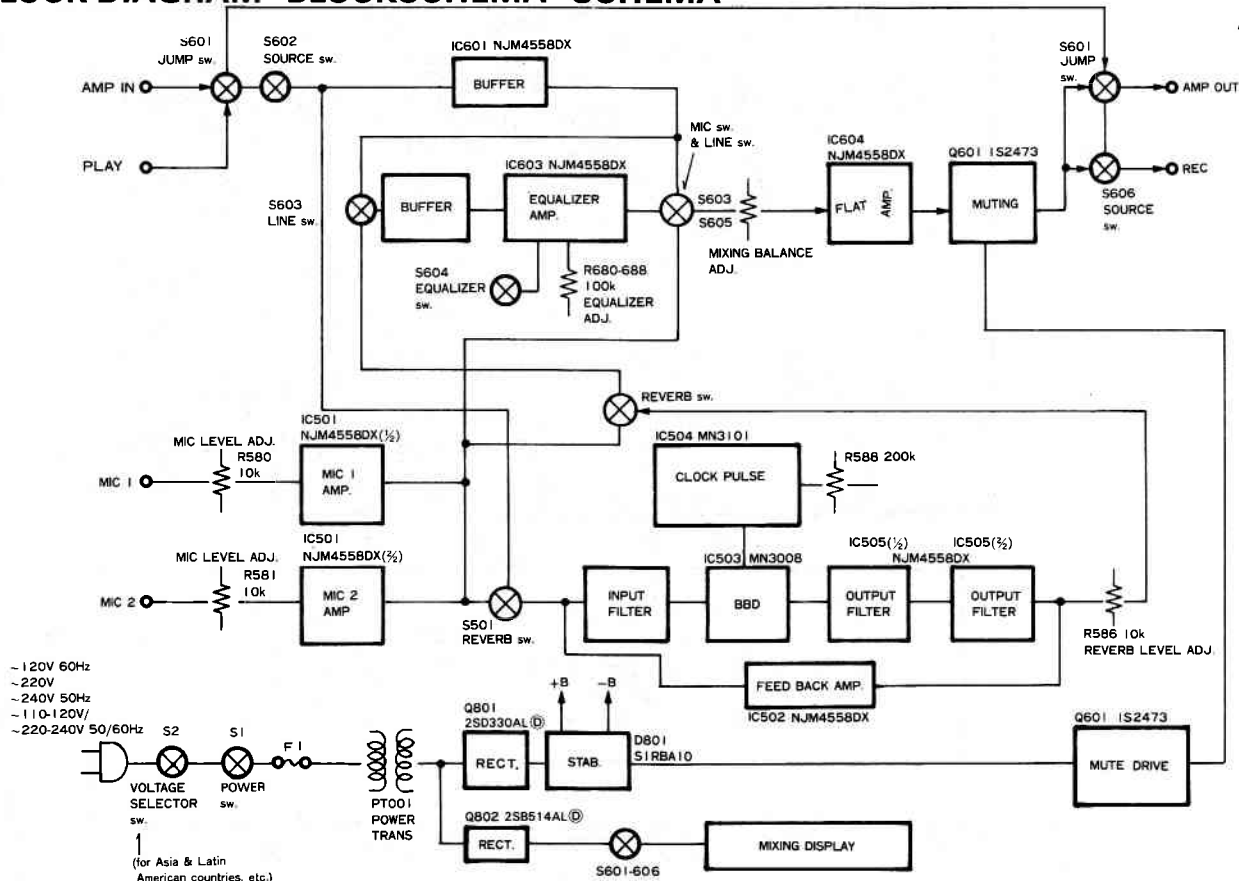 BLOCK DIAGRAM BLOCKSCHEMA SCHEMA
S601
JUMP sw.
S602
SOURCE sw.
IC601 NJM4558DX
S601
JUMP
sw.
AMP IN
BUFFER
AMP OUT
PLAY
MIC sw.
& LINE sw.
IC604
NJM4558DX
Q601 1S2473
REC
IC603 NJM4558DX
S603
LINE sw.
BUFFER
EQUALIZER
AMP.
S603
S605
FLAT AMP.
MUTING
S606
SOURCE
sw.
MIXING BALANCE
ADJ.
S604
EQUALIZER
sw.
R680-688
100k
EQUALIZER
ADJ.
REVERB sw.
IC501
NJM4558DX(½)
MIC LEVEL ADJ.
R580
10k
IC504 MN3101
MIC 1
MIC 1
AMP.
CLOCK PULSE
R588 200k
IC501
NJM4558DX(2/2)
MIC LEVEL ADJ.
R581
10k
IC503 MN3008
IC505(½)
IC505(2/2)
NJM4558DX
MIC 2
MIC 2
AMP
INPUT
FILTER
BBD
OUTPUT
FILTER
OUTPUT
FILTER
S501
REVERB sw.
R586 10k
REVERB LEVEL ADJ.
FEED BACK AMP.
IC502 NJM4558DX
~120V 60Hz
~220V
~240V 50Hz
~110-120V/
~220-240V 50/60Hz
+B
-B
Q801
2SD330AL Ⓓ
D801
S1RBA10
Q601 1S2473
S2
S1
F1
RECT.
STAB.
MUTE DRIVE
VOLTAGE
SELECTOR
sw.
POWER
sw.
PT001
POWER
TRANS
Q802 2SB514AL Ⓓ
RECT.
MIXING DISPLAY
S601-606
(for Asia & Latin
American countries, etc.)